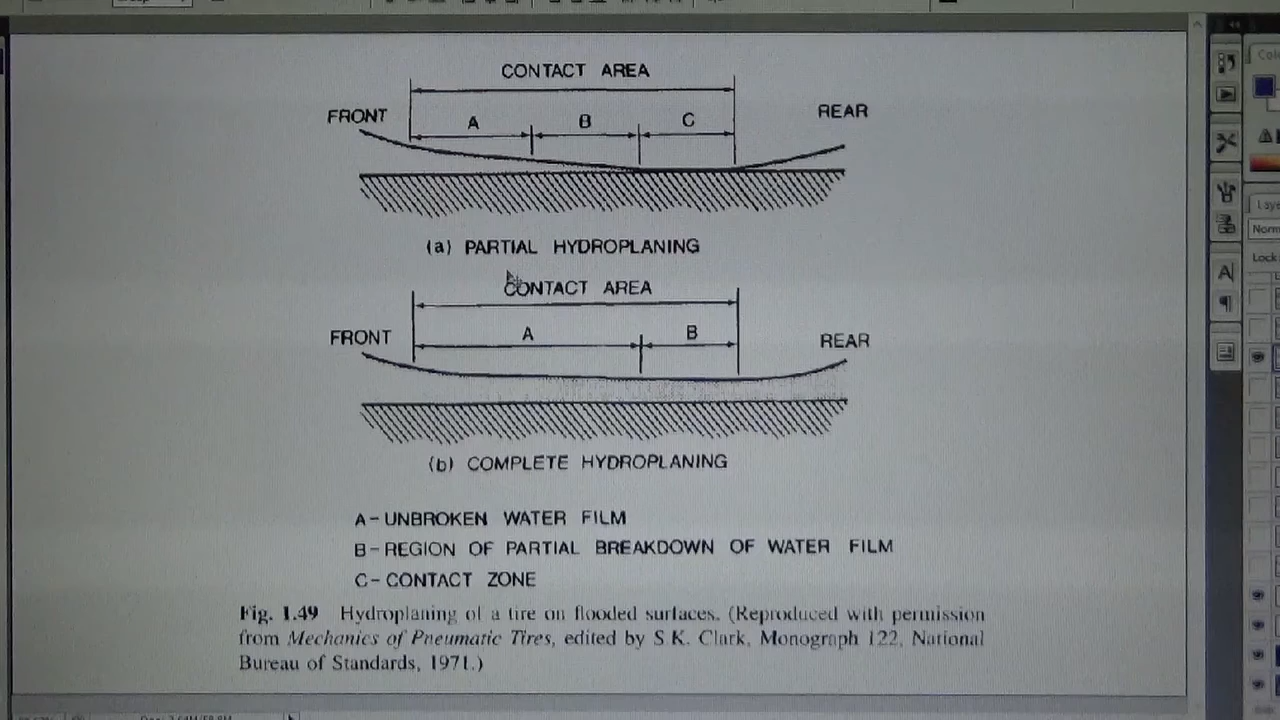 CONTACT AREA
FRONT
REAR
A
B
C
(a) PARTIAL HYDROPLANING
CONTACT AREA
FRONT
REAR
A
B
(b) COMPLETE HYDROPLANING
A - UNBROKEN WATER FILM
B - REGION OF PARTIAL BREAKDOWN OF WATER FILM
C - CONTACT ZONE
Fig. 1.49 Hydroplaning of a tire on flooded surfaces. (Reproduced with permission
from Mechanics of Pneumatic Tires, edited by S.K. Clark, Monograph 122, National
Bureau of Standards, 1971.)
Lock